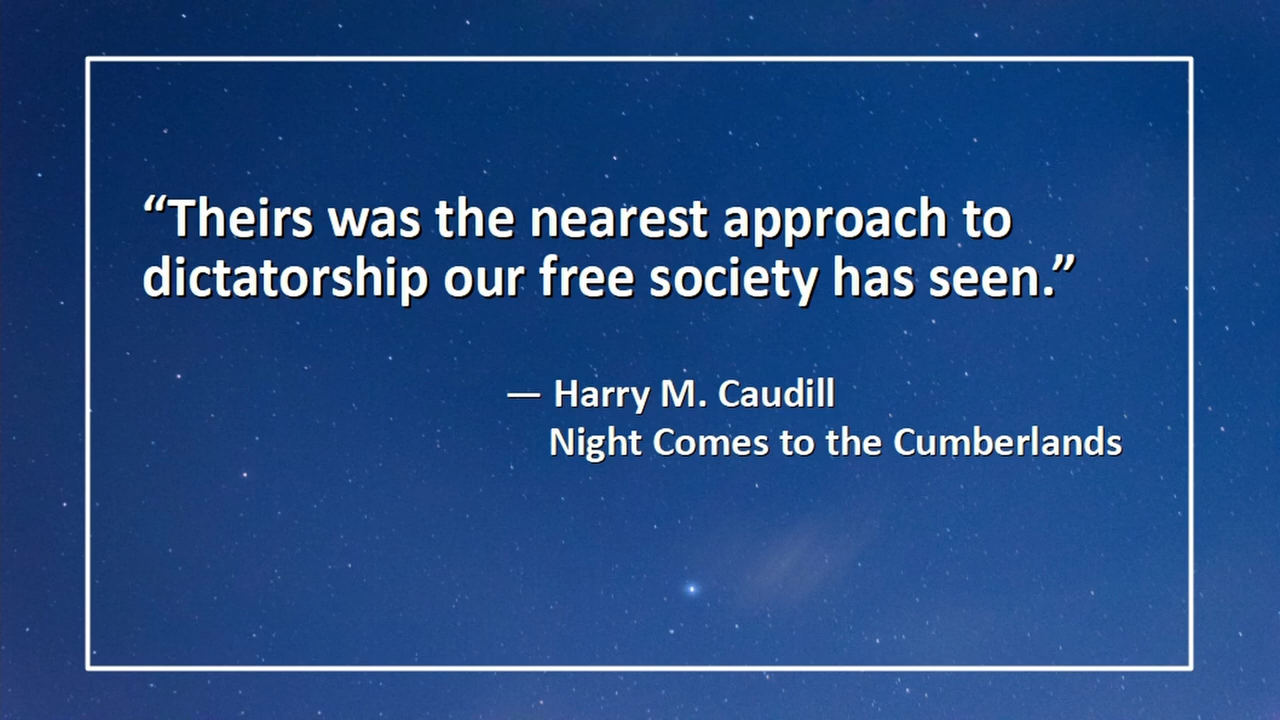 “Theirs was the nearest approach to
dictatorship our free society has seen.”
— Harry M. Caudill
Night Comes to the Cumberlands